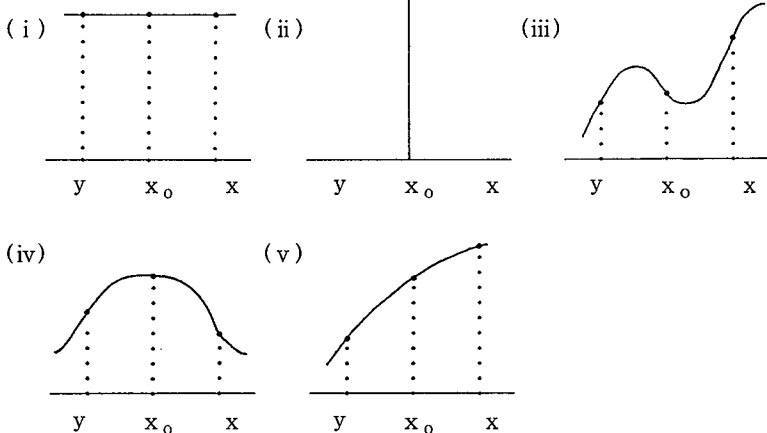 (i) (ii) (iii)
y x₀ x y x₀ x y x₀ x
(iv) (v)
y x₀ x y x₀ x